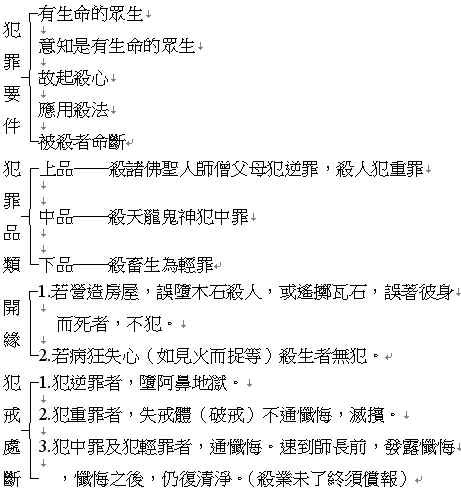 犯罪要件
有生命的眾生
意知是有生命的眾生
故起殺心
應用殺法
被殺者命斷
犯罪品類
上品——殺諸佛聖人師僧父母犯逆罪，殺人犯重罪
中品——殺天龍鬼神犯中罪
下品——殺畜生為輕罪
開緣
1.若營造房屋，誤墮木石殺人，或遙擲瓦石，誤著彼身
而死者，不犯。
2.若病狂失心（如見火而捉等）殺生者無犯。
犯戒處斷
1.犯逆罪者，墮阿鼻地獄。
2.犯重罪者，失戒體（破戒）不通懺悔，滅擯。
3.犯中罪及犯輕罪者，通懺悔。速到師長前，發露懺悔
，懺悔之後，仍復清淨。（殺業未了終須償報）